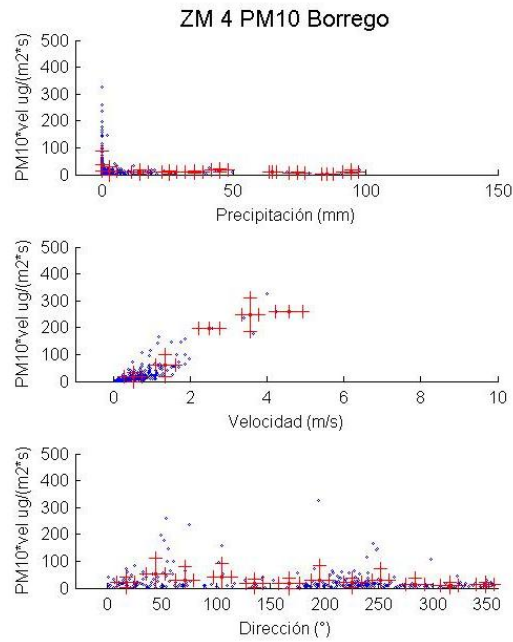 ZM 4 PM10 Borrego
PM10*vel ug/(m2*s)
500
400
300
200
100
0
0 50 100 150
Precipitación (mm)
PM10*vel ug/(m2*s)
500
400
300
200
100
0
0 2 4 6 8 10
Velocidad (m/s)
PM10*vel ug/(m2*s)
500
400
300
200
100
0
0 50 100 150 200 250 300 350
Dirección (°)